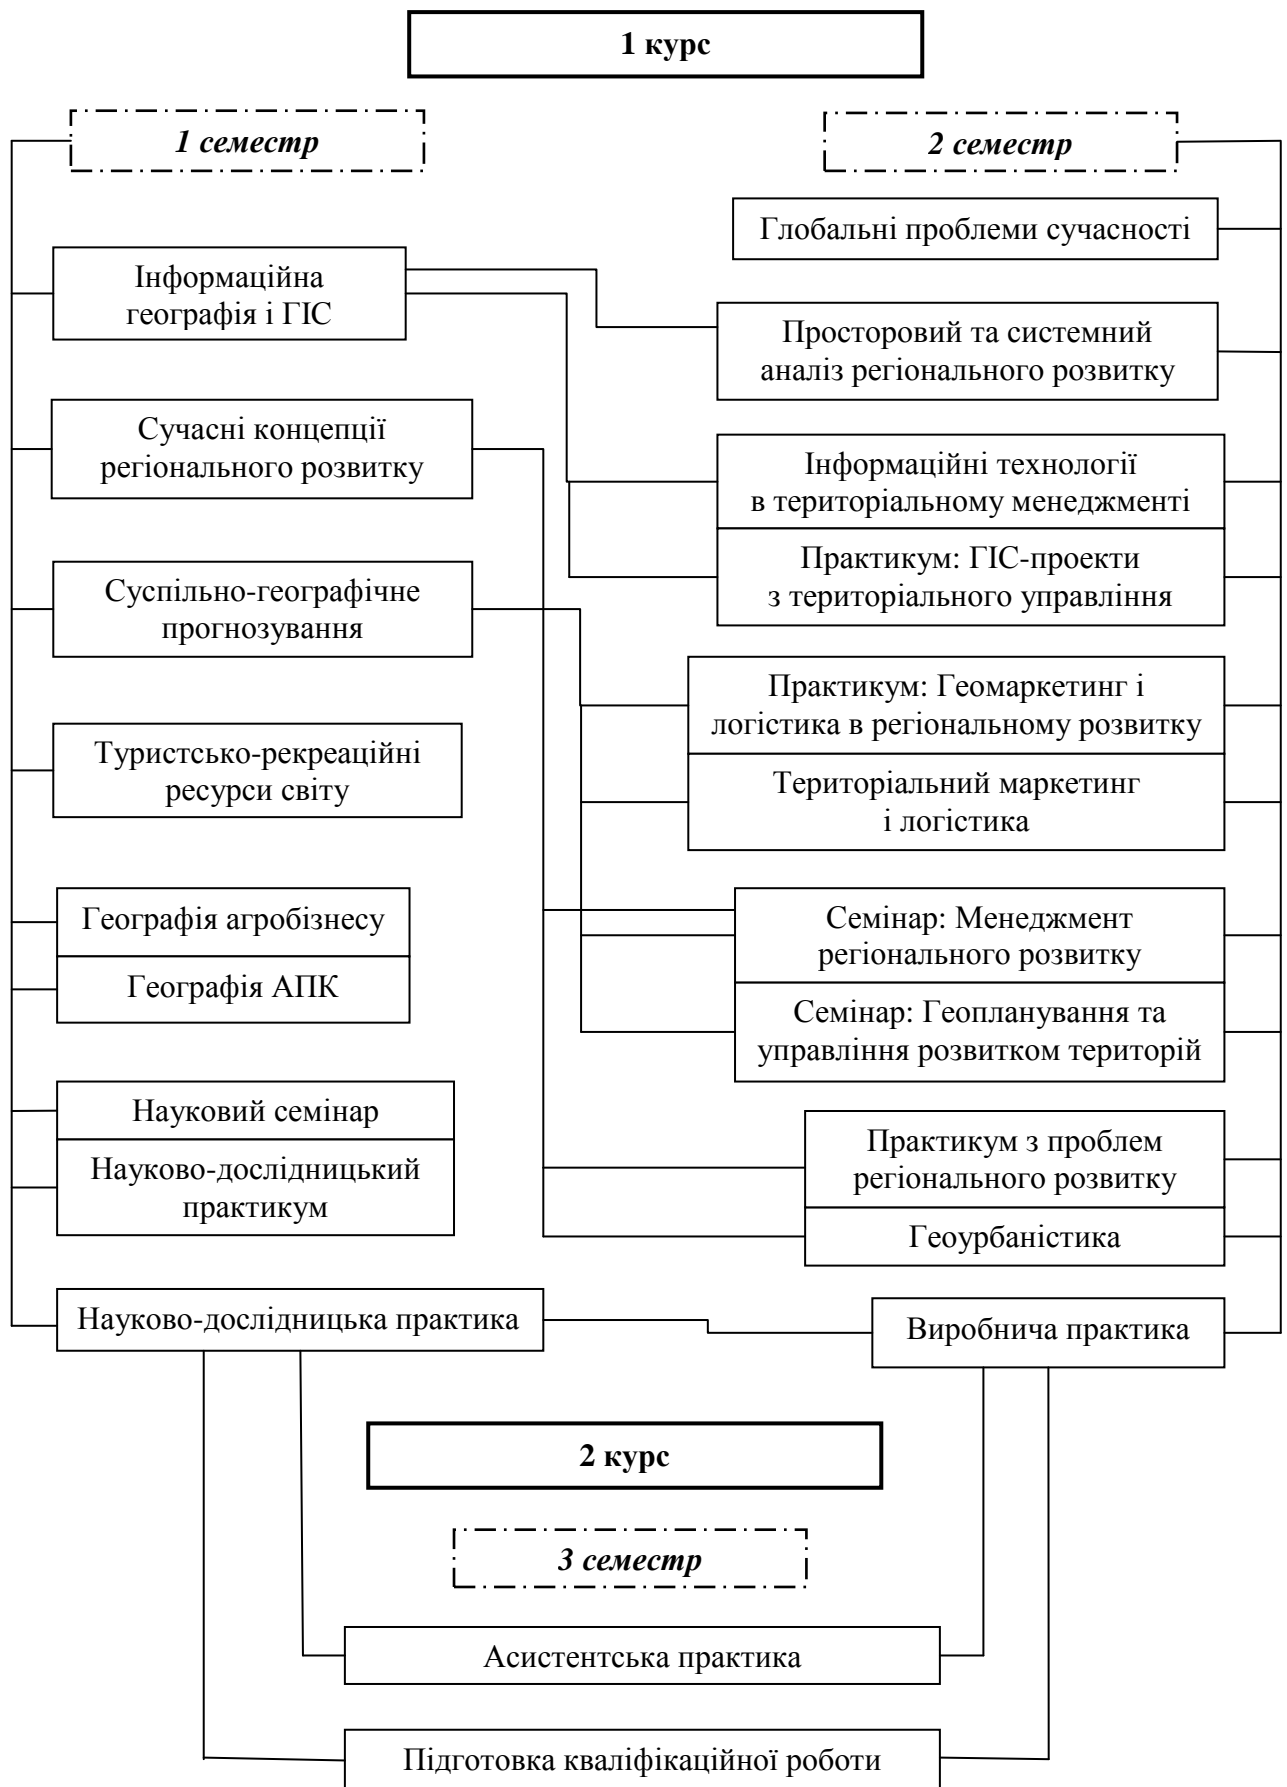 1 курс
1 семестр
2 семестр
Глобальні проблеми сучасності
Інформаційна
географія і ГІС
Просторовий та системний
аналіз регіонального розвитку
Сучасні концепції
регіонального розвитку
Інформаційні технології
в територіальному менеджменті
Практикум: ГІС-проекти
з територіального управління
Суспільно-географічне
прогнозування
Практикум: Геомаркетинг і
логістика в регіональному розвитку
Туристсько-рекреаційні
ресурси світу
Територіальний маркетинг
і логістика
Географія агробізнесу
Географія АПК
Семінар: Менеджмент
регіонального розвитку
Семінар: Геопланування та
управління розвитком територій
Науковий семінар
Науково-дослідницький
практикум
Практикум з проблем
регіонального розвитку
Геоурбаністика
Науково-дослідницька практика
Виробнича практика
2 курс
3 семестр
Асистентська практика
Підготовка кваліфікаційної роботи